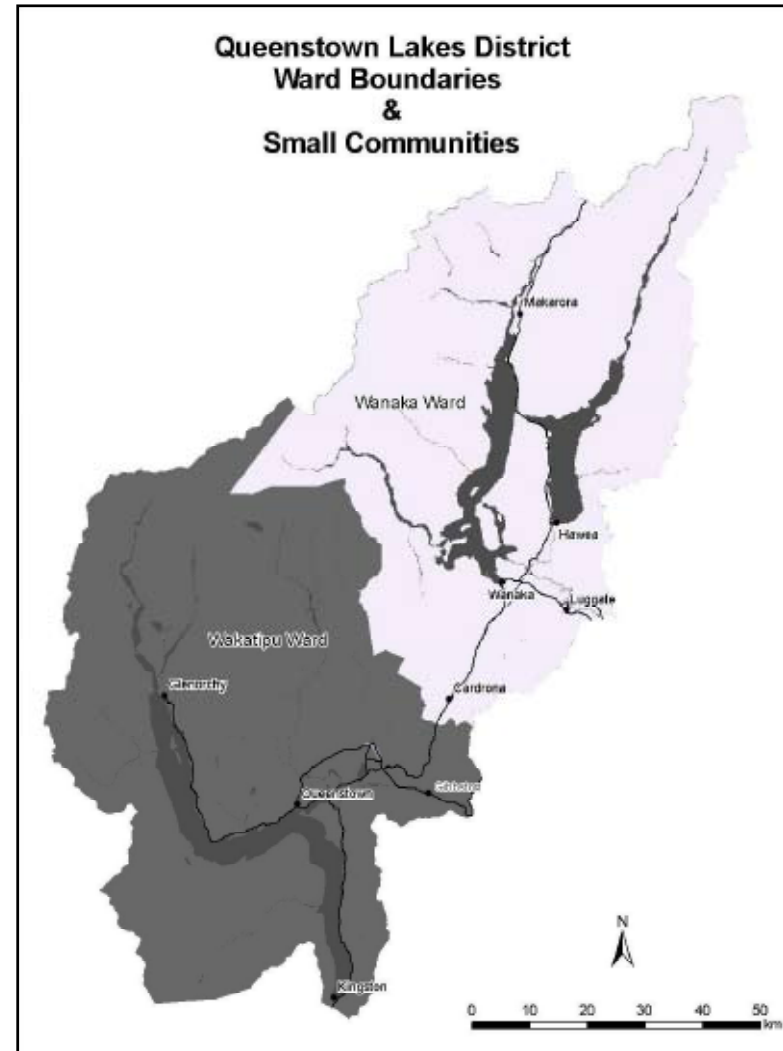 Queenstown Lakes District
Ward Boundaries
&
Small Communities
Makarora
Wanaka Ward
Hawea
Wanaka
Luggate
Wakatipu Ward
Glenorchy
Cardrona
Gibbston
Queenstown
Kingston
N
0 10 20 30 40 50
km